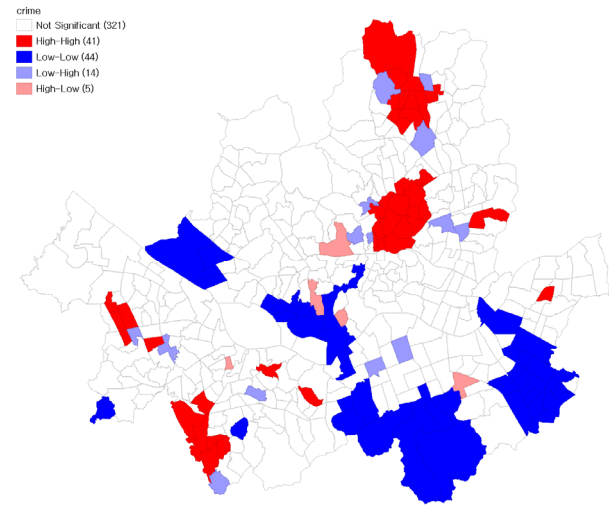 crime
Not Significant (321)
High-High (41)
Low-Low (44)
Low-High (14)
High-Low (5)